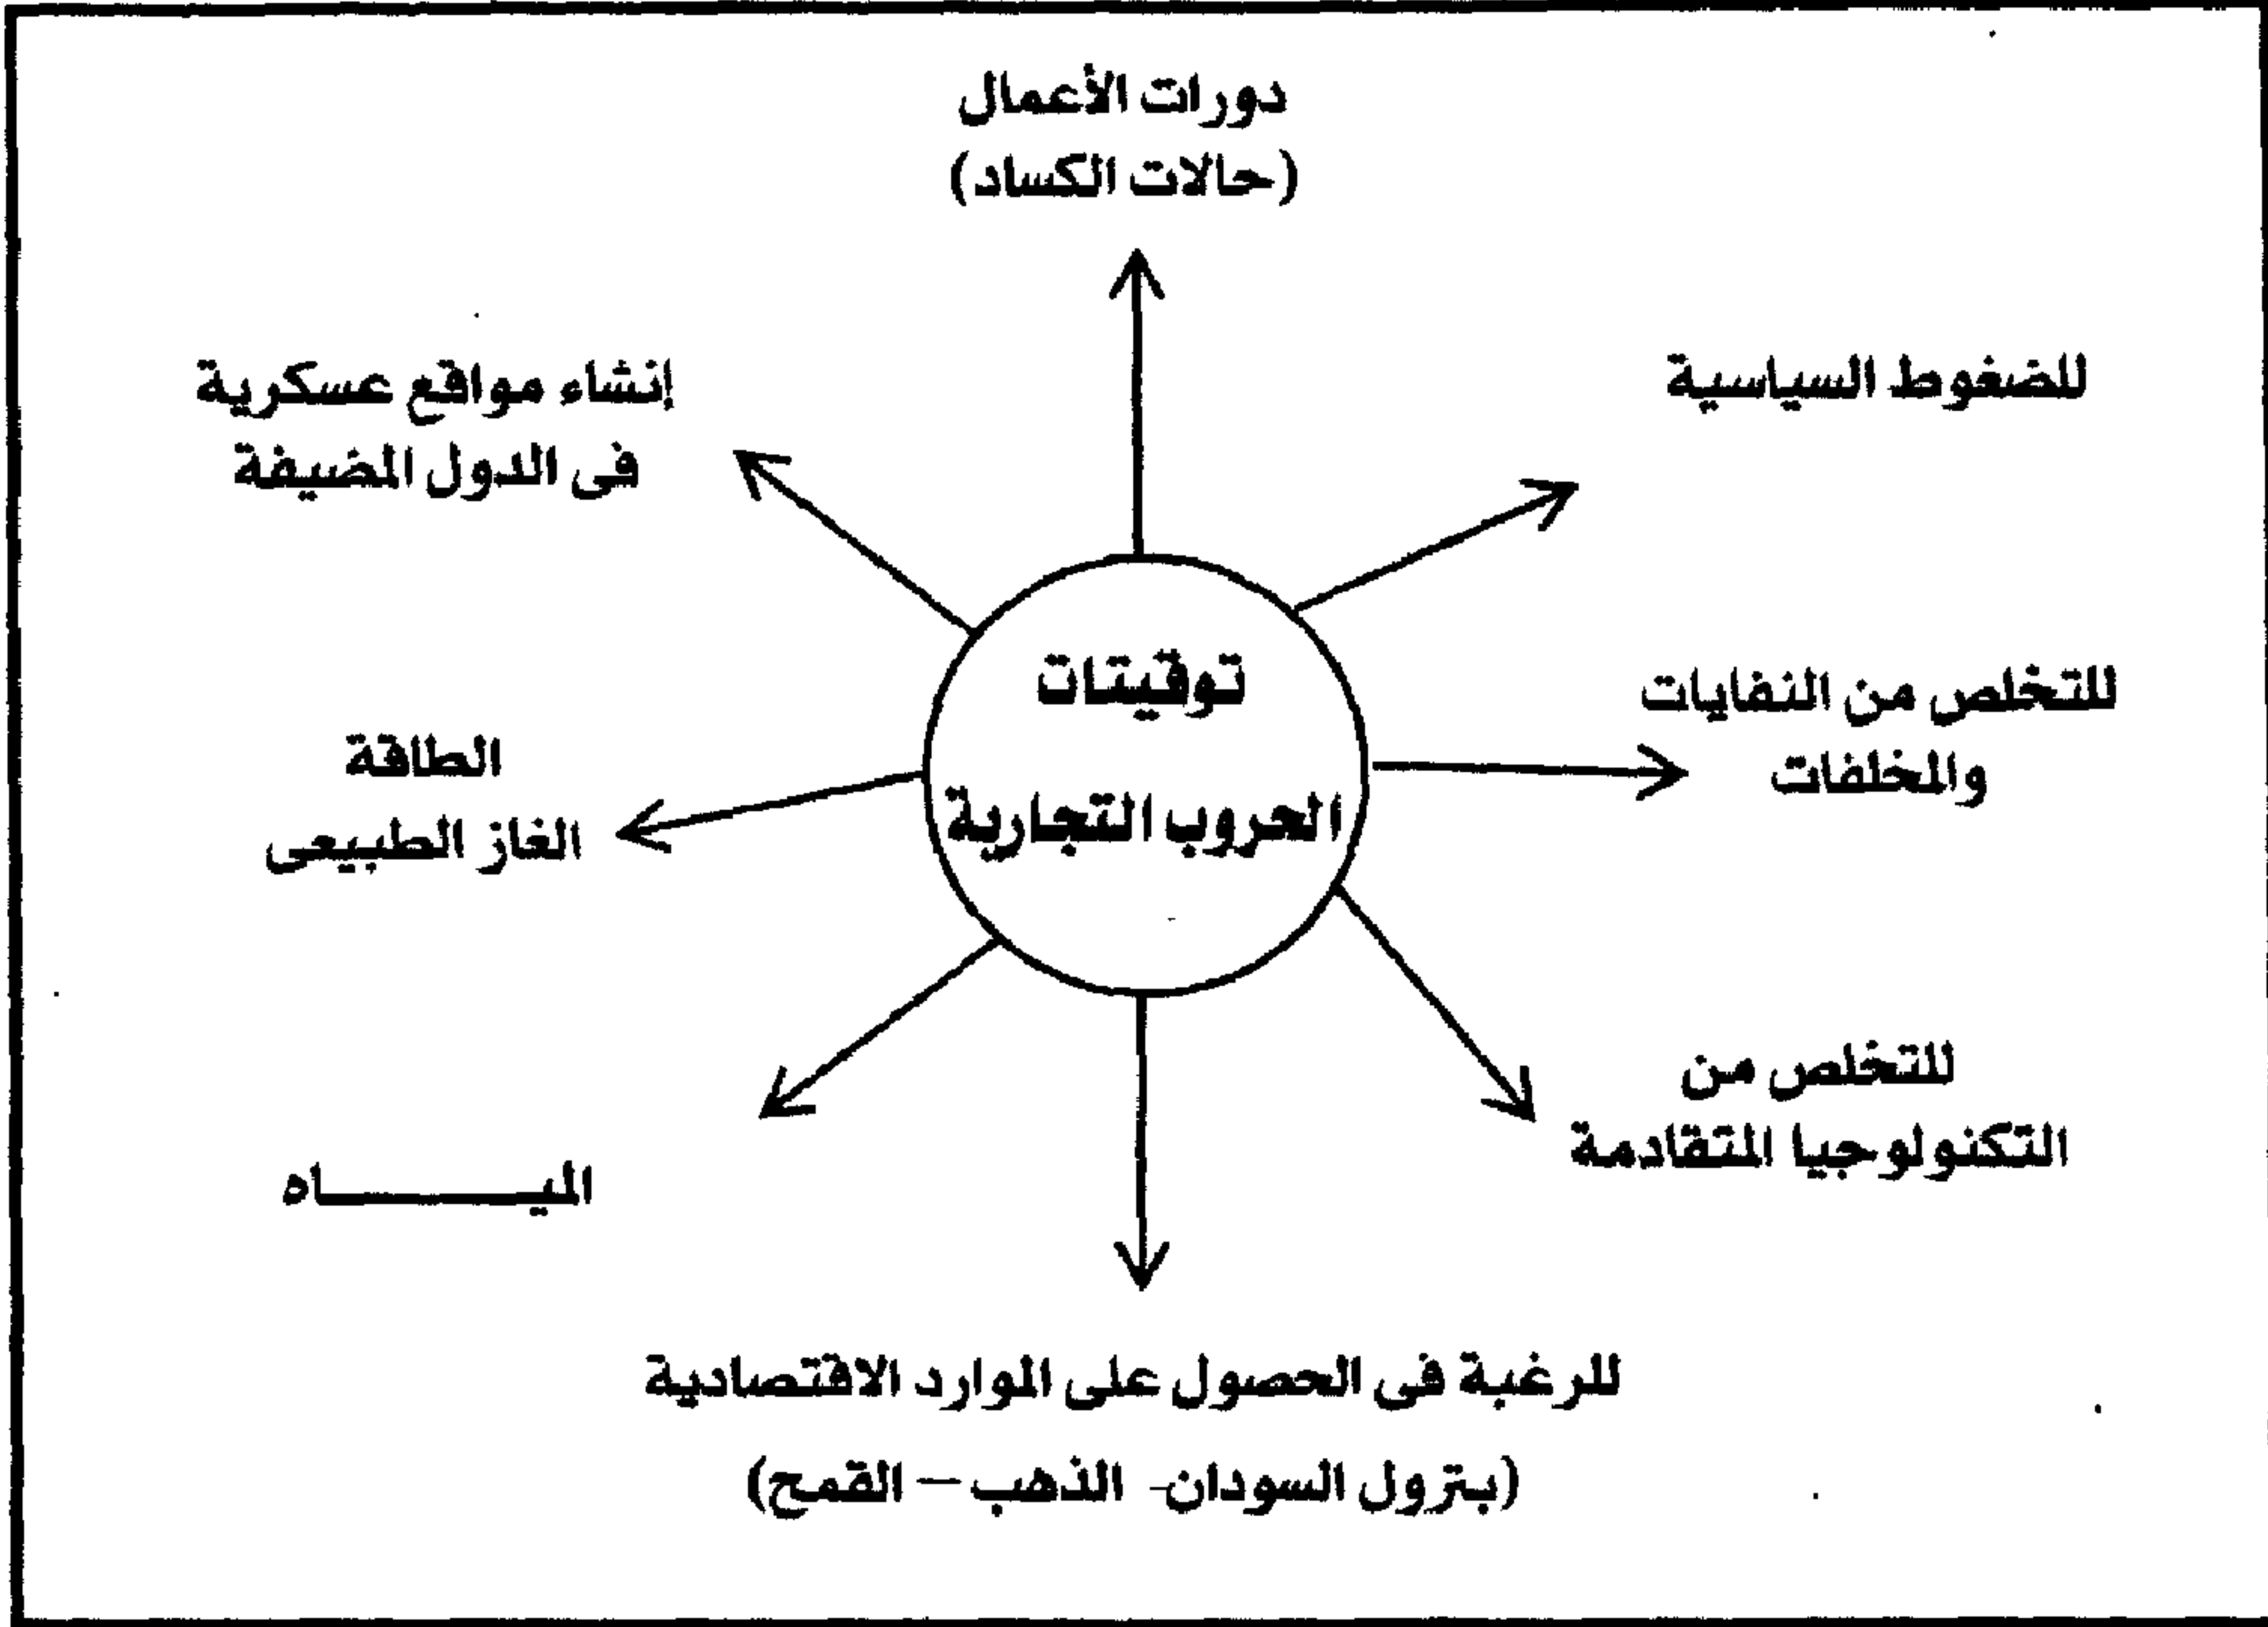 دورات الأعمال
(حالات الكساد)
للضغوط السياسية
إنشاء مواقع عسكرية
فى الدول المضيفة
توقيتات
الحروب التجارية
للتخلص من النفايات
والمخلفات
الطاقة
الغاز الطبيعى
للتخلص من
التكنولوجيا المتقادمة
الميـــــــاه
للرغبة فى الحصول على الموارد الاقتصادية
(بترول السودان- الذهب – القمح)